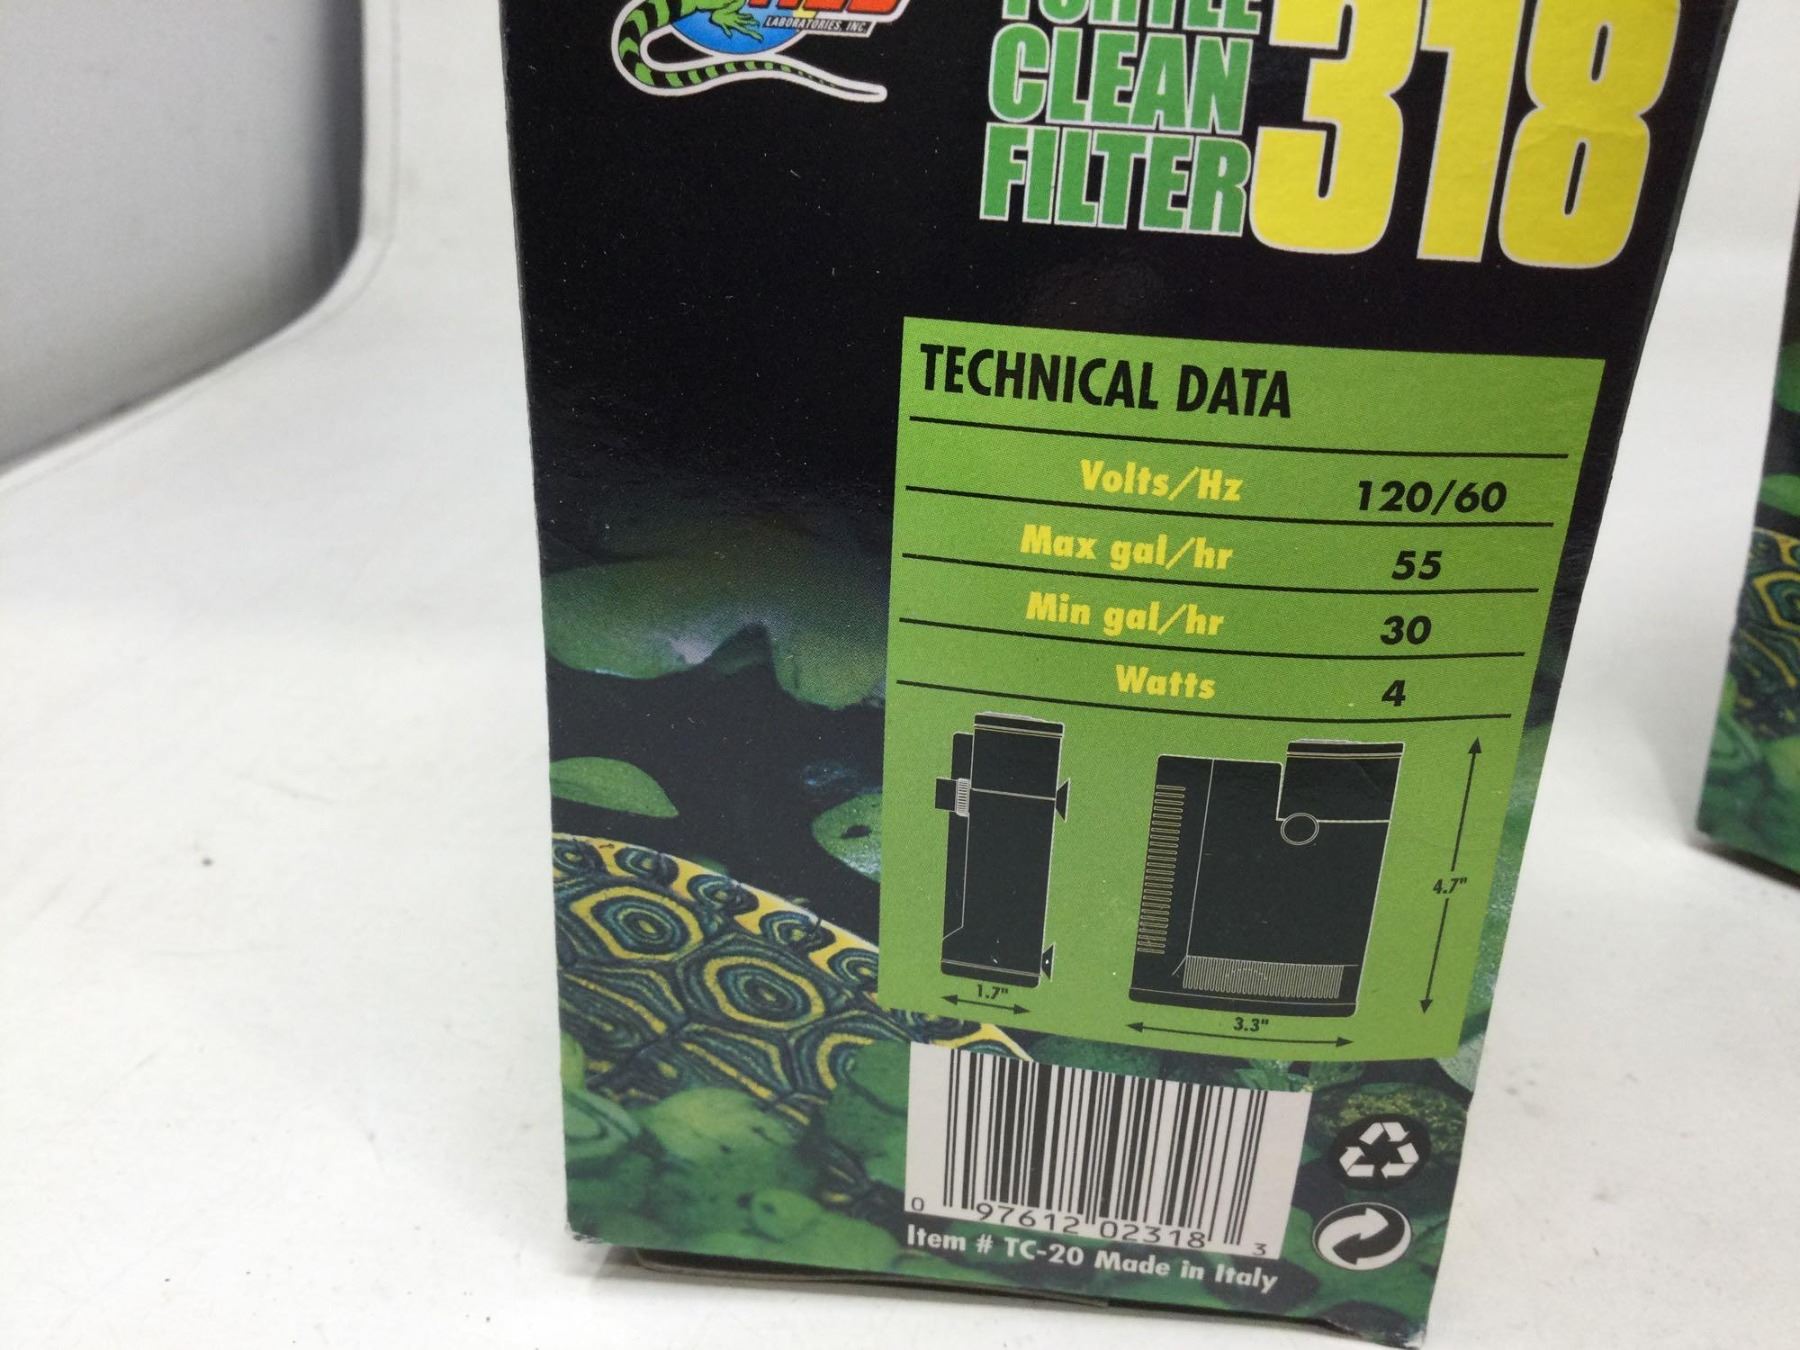 LABORATORIES, INC.
TURTLE
CLEAN
FILTER
318
TECHNICAL DATA
Volts/Hz 120/60
Max gal/hr 55
Min gal/hr 30
Watts 4
4.7"
1.7"
3.3"
0 97612 02318 3
Item # TC-20 Made in Italy